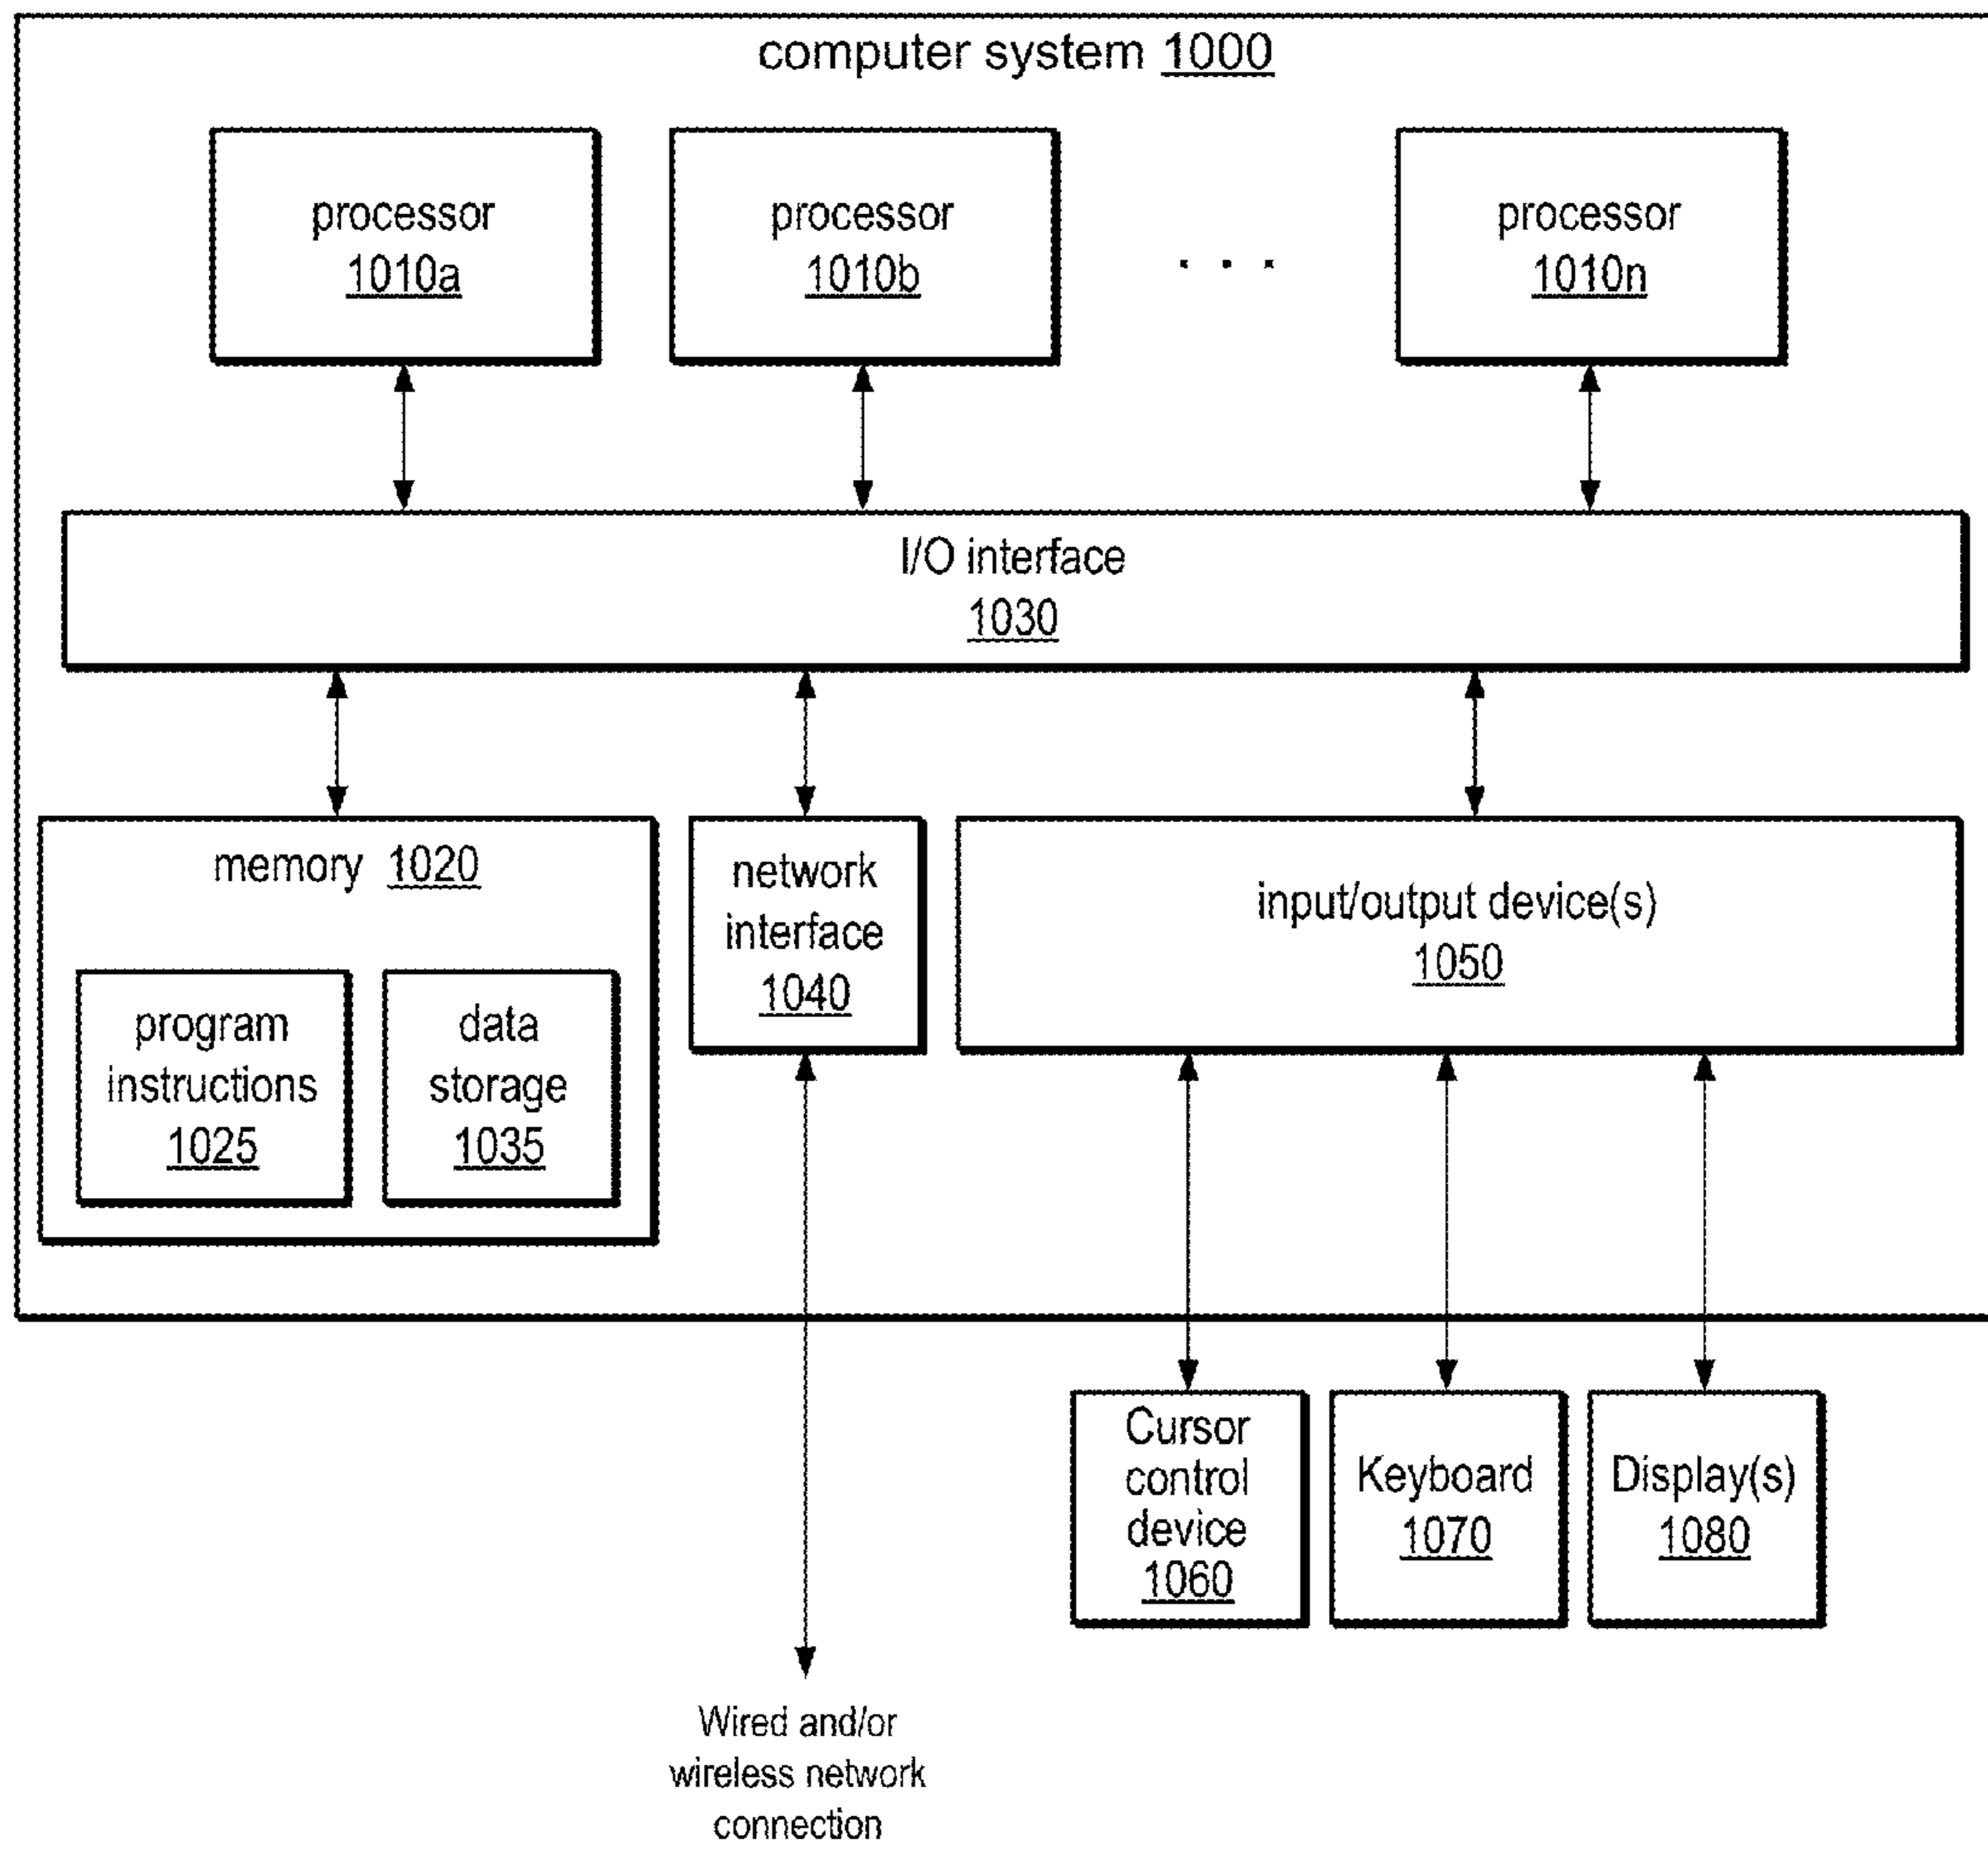 computer system 1000
processor
1010a
processor
1010b
. . .
processor
1010n
I/O interface
1030
memory 1020
program
instructions
1025
data
storage
1035
network
interface
1040
input/output device(s)
1050
Cursor
control
device
1060
Keyboard
1070
Display(s)
1080
Wired and/or
wireless network
connection